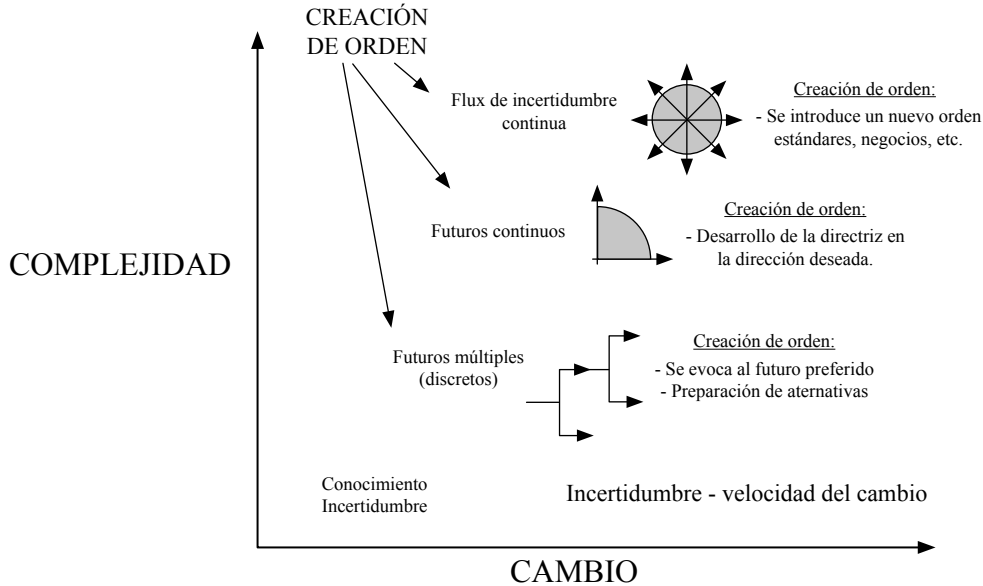 CREACIÓN
DE ORDEN
Flux de incertidumbre
continua
Creación de orden:
- Se introduce un nuevo orden
estándares, negocios, etc.
Futuros continuos
Creación de orden:
- Desarrollo de la directriz en
la dirección deseada.
COMPLEJIDAD
Futuros múltiples
(discretos)
Creación de orden:
- Se evoca al futuro preferido
- Preparación de aternativas
Conocimiento
Incertidumbre
Incertidumbre - velocidad del cambio
CAMBIO